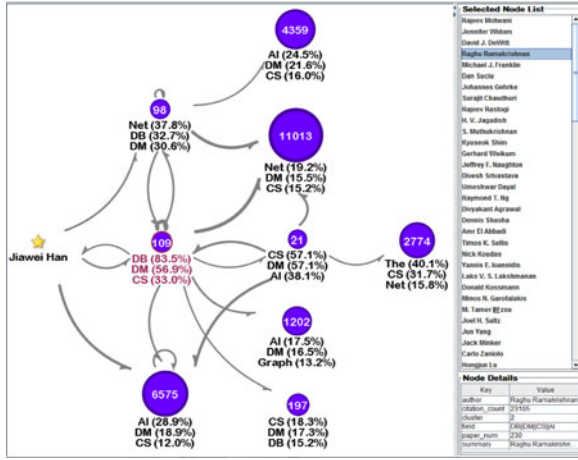 4359
AI (24.5%)
DM (21.6%)
CS (16.0%)
98
Net (37.8%)
DB (32.7%)
DM (30.6%)
11013
Net (19.2%)
DM (15.5%)
CS (15.2%)
Jiawei Han
109
DB (83.5%)
DM (56.9%)
CS (33.0%)
21
CS (57.1%)
DM (57.1%)
AI (38.1%)
2774
The (40.1%)
CS (31.7%)
Net (15.8%)
1202
AI (17.5%)
DM (16.5%)
Graph (13.2%)
6575
AI (28.9%)
DM (18.9%)
CS (12.0%)
197
CS (18.3%)
DM (17.3%)
DB (15.2%)
Selected Node List
Rajeev Motwani
Jennifer Widom
David J. DeWitt
Raghu Ramakrishnan
Michael J. Franklin
Dan Suciu
Johannes Gehrke
Surajit Chaudhuri
Rajeev Rastogi
H. V. Jagadish
S. Muthukrishnan
Kyuseok Shim
Gerhard Weikum
Jeffrey F. Naughton
Divesh Srivastava
Umeshwar Dayal
Raymond T. Ng
Divyakant Agrawal
Dennis Shasha
Amr El Abbadi
Timos K. Sellis
Nick Koudas
Yannis E. Ioannidis
Laks V. S. Lakshmanan
Donald Kossmann
Minos N. Garofalakis
M. Tamer
Joel H. Saltz
Jun Yang
Jack Minker
Carlo Zaniolo
Hongjun Lu
Node Details
Key Value
author Raghu Ramakrishnan
citation_count 23105
cluster 2
field DB|DM|CS|AI
paper_num 230
summary Raghu Ramakrishn...